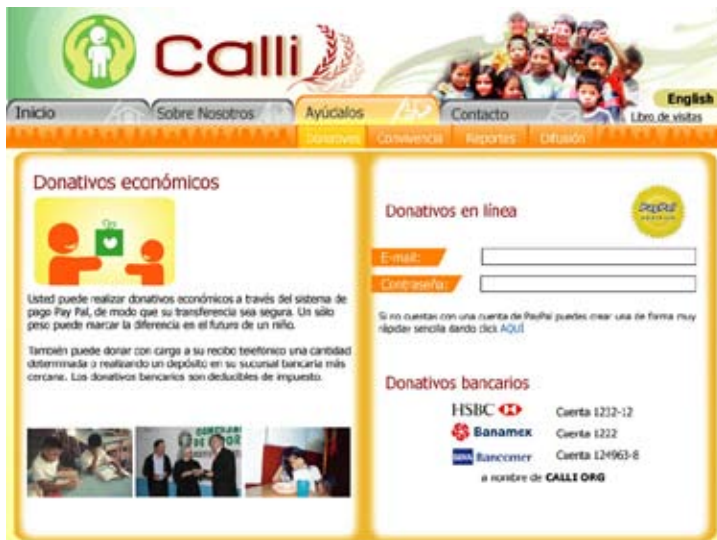 Calli
English
Inicio
Sobre Nosotros
Ayúdalos
Contacto
Libro de visitas
Donativos
Convivencia
Reportes
Difusión
Donativos económicos
Usted puede realizar donativos económicos a través del sistema de
pago Pay Pal, de modo que su transferencia sea segura. Un sólo
peso puede marcar la diferencia en el futuro de un niño.
También puede donar con cargo a su recibo telefónico una cantidad
determinada o realizando un depósito en su sucursal bancaria más
cercana. Los donativos bancarios son deducibles de impuesto.
Donativos en línea
PayPal
E-mail:
Contraseña:
Si no cuentas con una cuenta de PayPal puedes crear una de forma muy
rápida y sencilla dando click AQUÍ
Donativos bancarios
HSBC Cuenta 1232-12
Banamex Cuenta 1222
BBVA Bancomer Cuenta 124963-8
a nombre de CALLI ORG